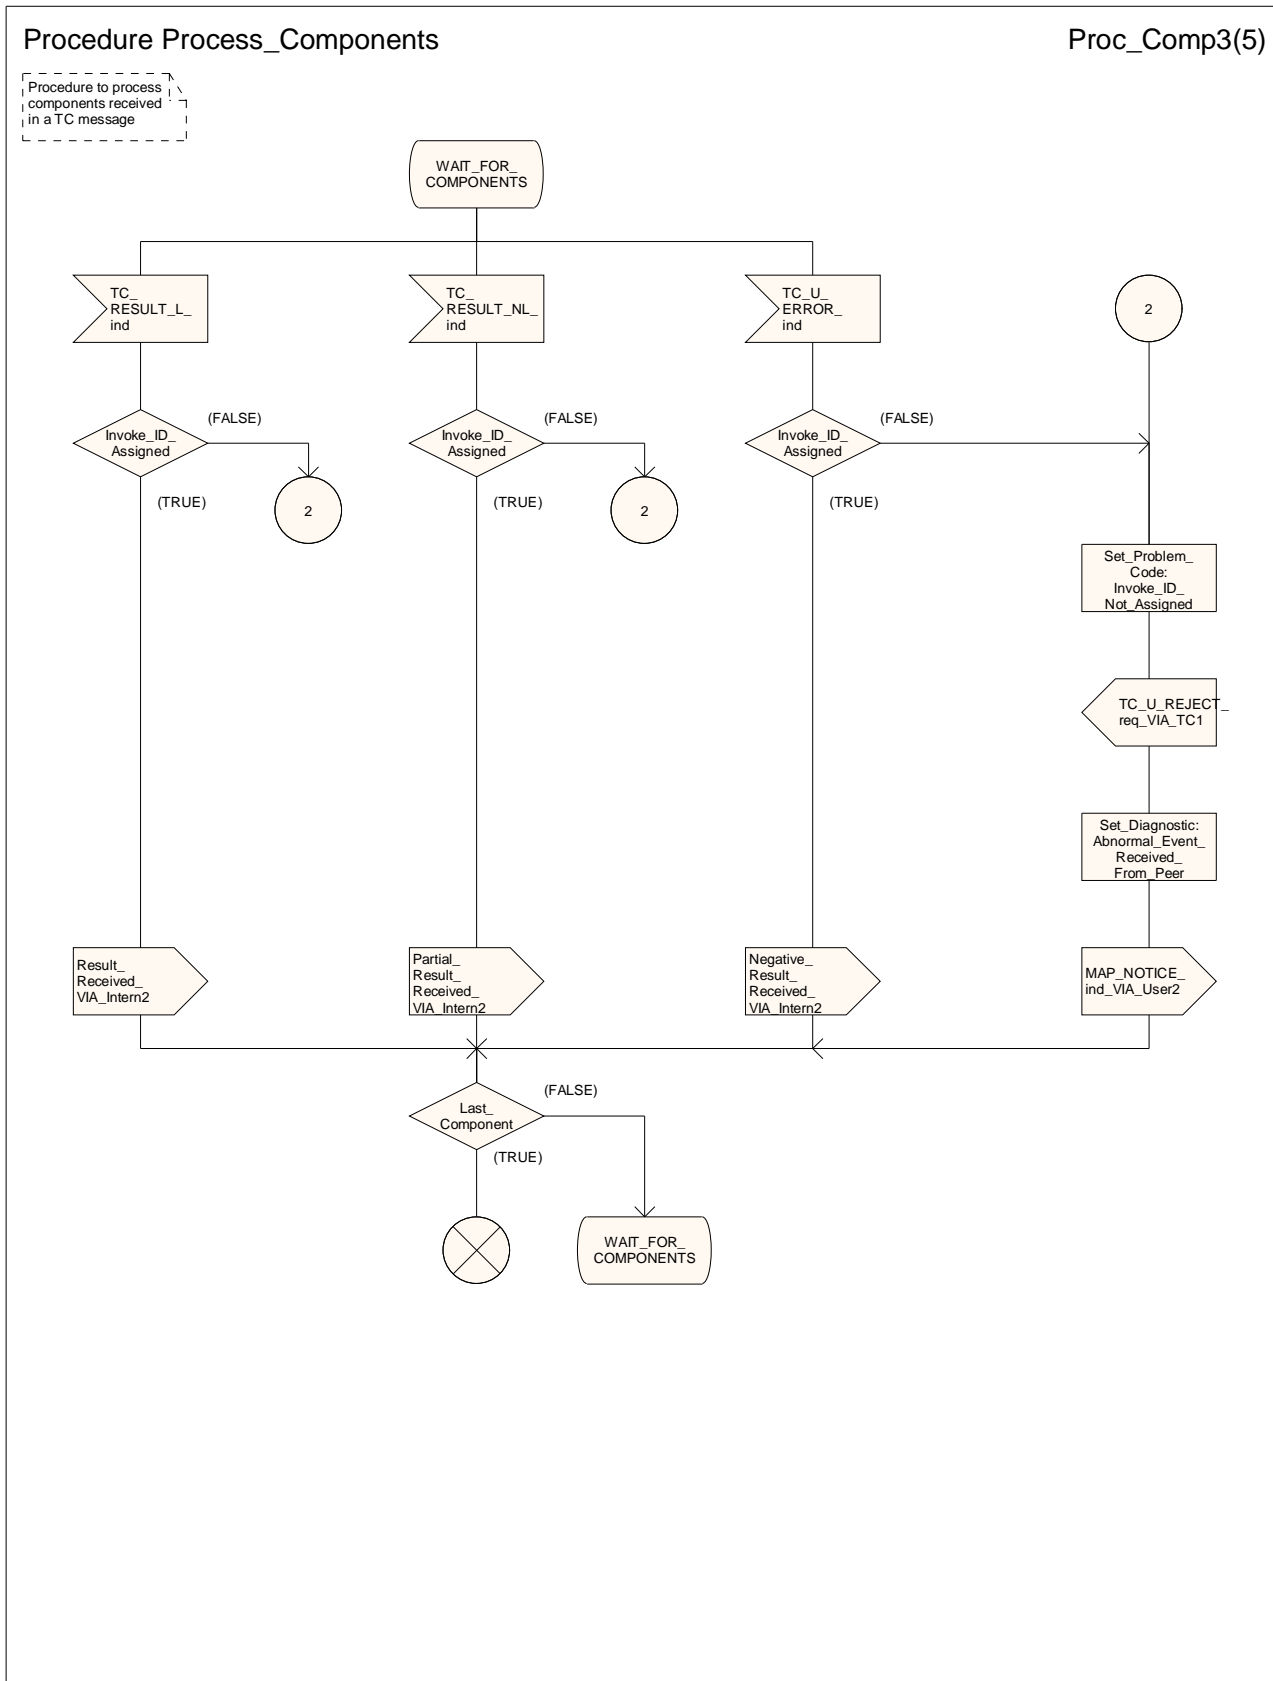 Procedure Process_Components
Proc_Comp3(5)
Procedure to process
components received
in a TC message
WAIT_FOR_
COMPONENTS
TC_
RESULT_L_
ind
TC_
RESULT_NL_
ind
TC_U_
ERROR_
ind
2
Invoke_ID_
Assigned
(FALSE)
(TRUE)
2
Invoke_ID_
Assigned
(FALSE)
(TRUE)
2
Invoke_ID_
Assigned
(FALSE)
(TRUE)
Set_Problem_
Code:
Invoke_ID_
Not_Assigned
TC_U_REJECT_
req_VIA_TC1
Set_Diagnostic:
Abnormal_Event_
Received_
From_Peer
Result_
Received_
VIA_Intern2
Partial_
Result_
Received_
VIA_Intern2
Negative_
Result_
Received_
VIA_Intern2
MAP_NOTICE_
ind_VIA_User2
Last_
Component
(FALSE)
(TRUE)
WAIT_FOR_
COMPONENTS